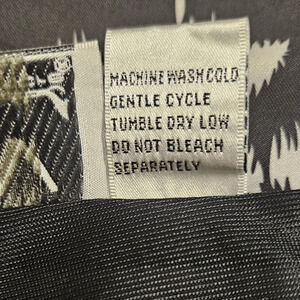 MACHINE WASH COLD
GENTLE CYCLE
TUMBLE DRY LOW
DO NOT BLEACH
SEPARATELY